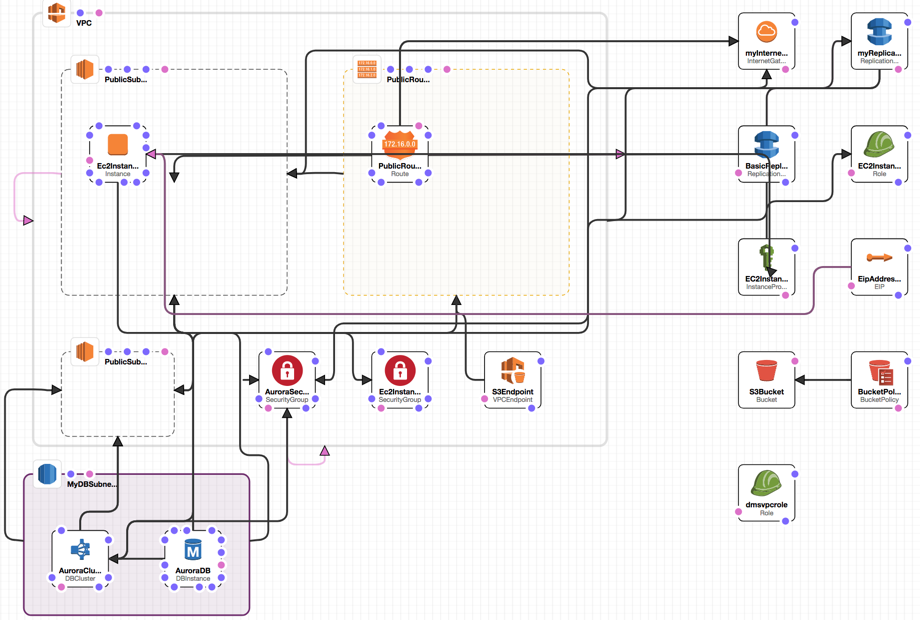 VPC
myInterne...
InternetGat...
myReplica...
Replication...
PublicSub...
PublicRou...
172.16.0.0
Ec2Instan...
Instance
PublicRou...
Route
BasicRepl...
Replication...
EC2Instan...
Role
EC2Instan...
InstancePro...
EipAddres...
EIP
PublicSub...
AuroraSec...
SecurityGroup
Ec2Instan...
SecurityGroup
S3Endpoint
VPCEndpoint
S3Bucket
Bucket
BucketPol...
BucketPolicy
MyDBSubne...
dmsvpcrole
Role
AuroraClu...
DBCluster
M
AuroraDB
DBInstance